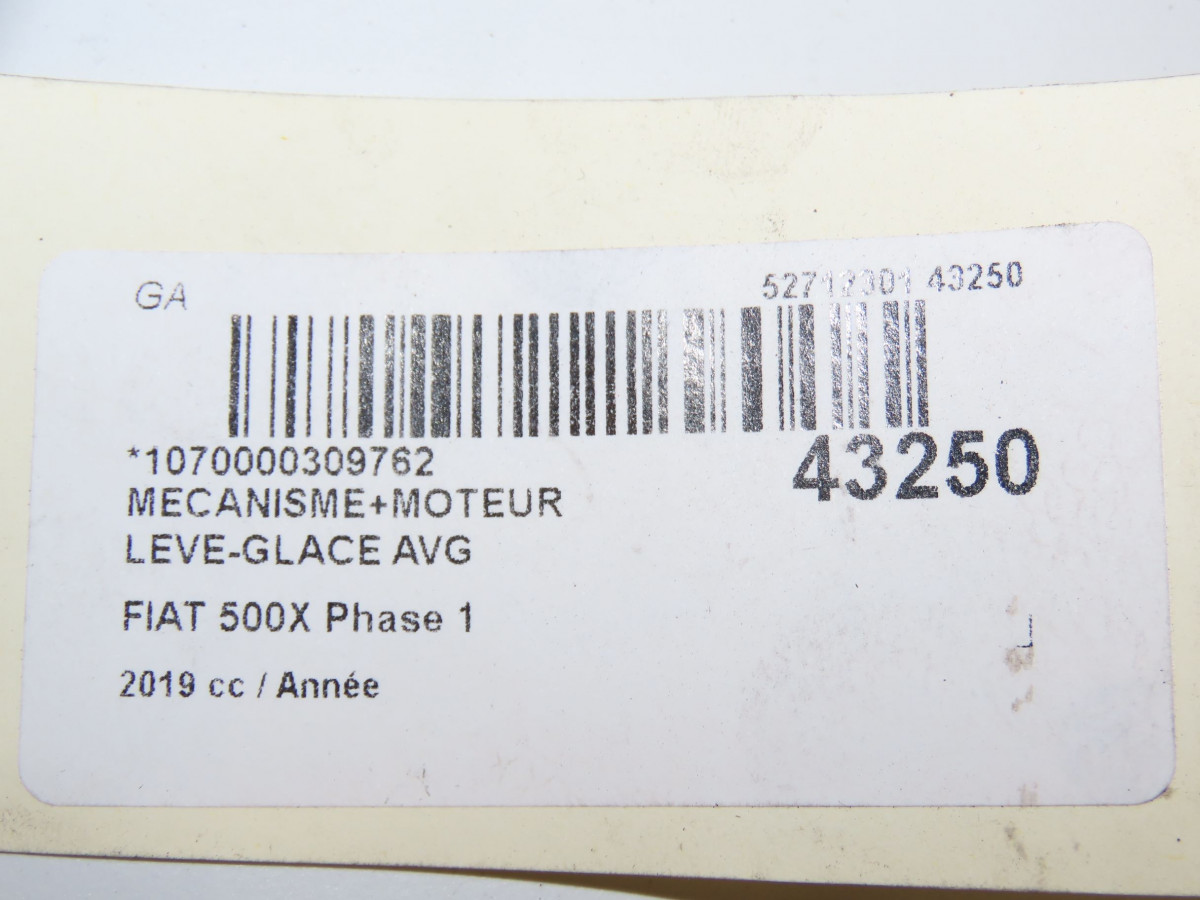 GA
52712301 43250
*1070000309762
43250
MECANISME+MOTEUR
LEVE-GLACE AVG
FIAT 500X Phase 1
2019 cc / Année